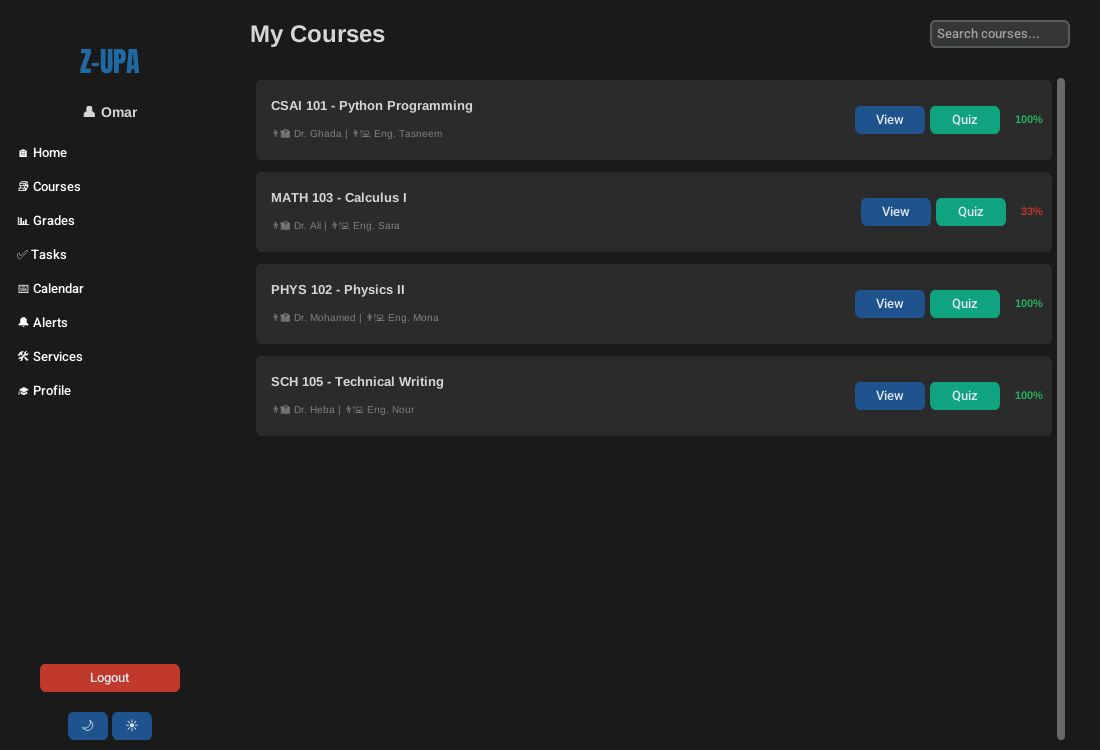 Z-UPA
Omar
Home
Courses
Grades
Tasks
Calendar
Alerts
Services
Profile
Logout
My Courses
Search courses...
CSAI 101 - Python Programming
Dr. Ghada | Eng. Tasneem
View
Quiz
100%
MATH 103 - Calculus I
Dr. Ali | Eng. Sara
View
Quiz
33%
PHYS 102 - Physics II
Dr. Mohamed | Eng. Mona
View
Quiz
100%
SCH 105 - Technical Writing
Dr. Heba | Eng. Nour
View
Quiz
100%